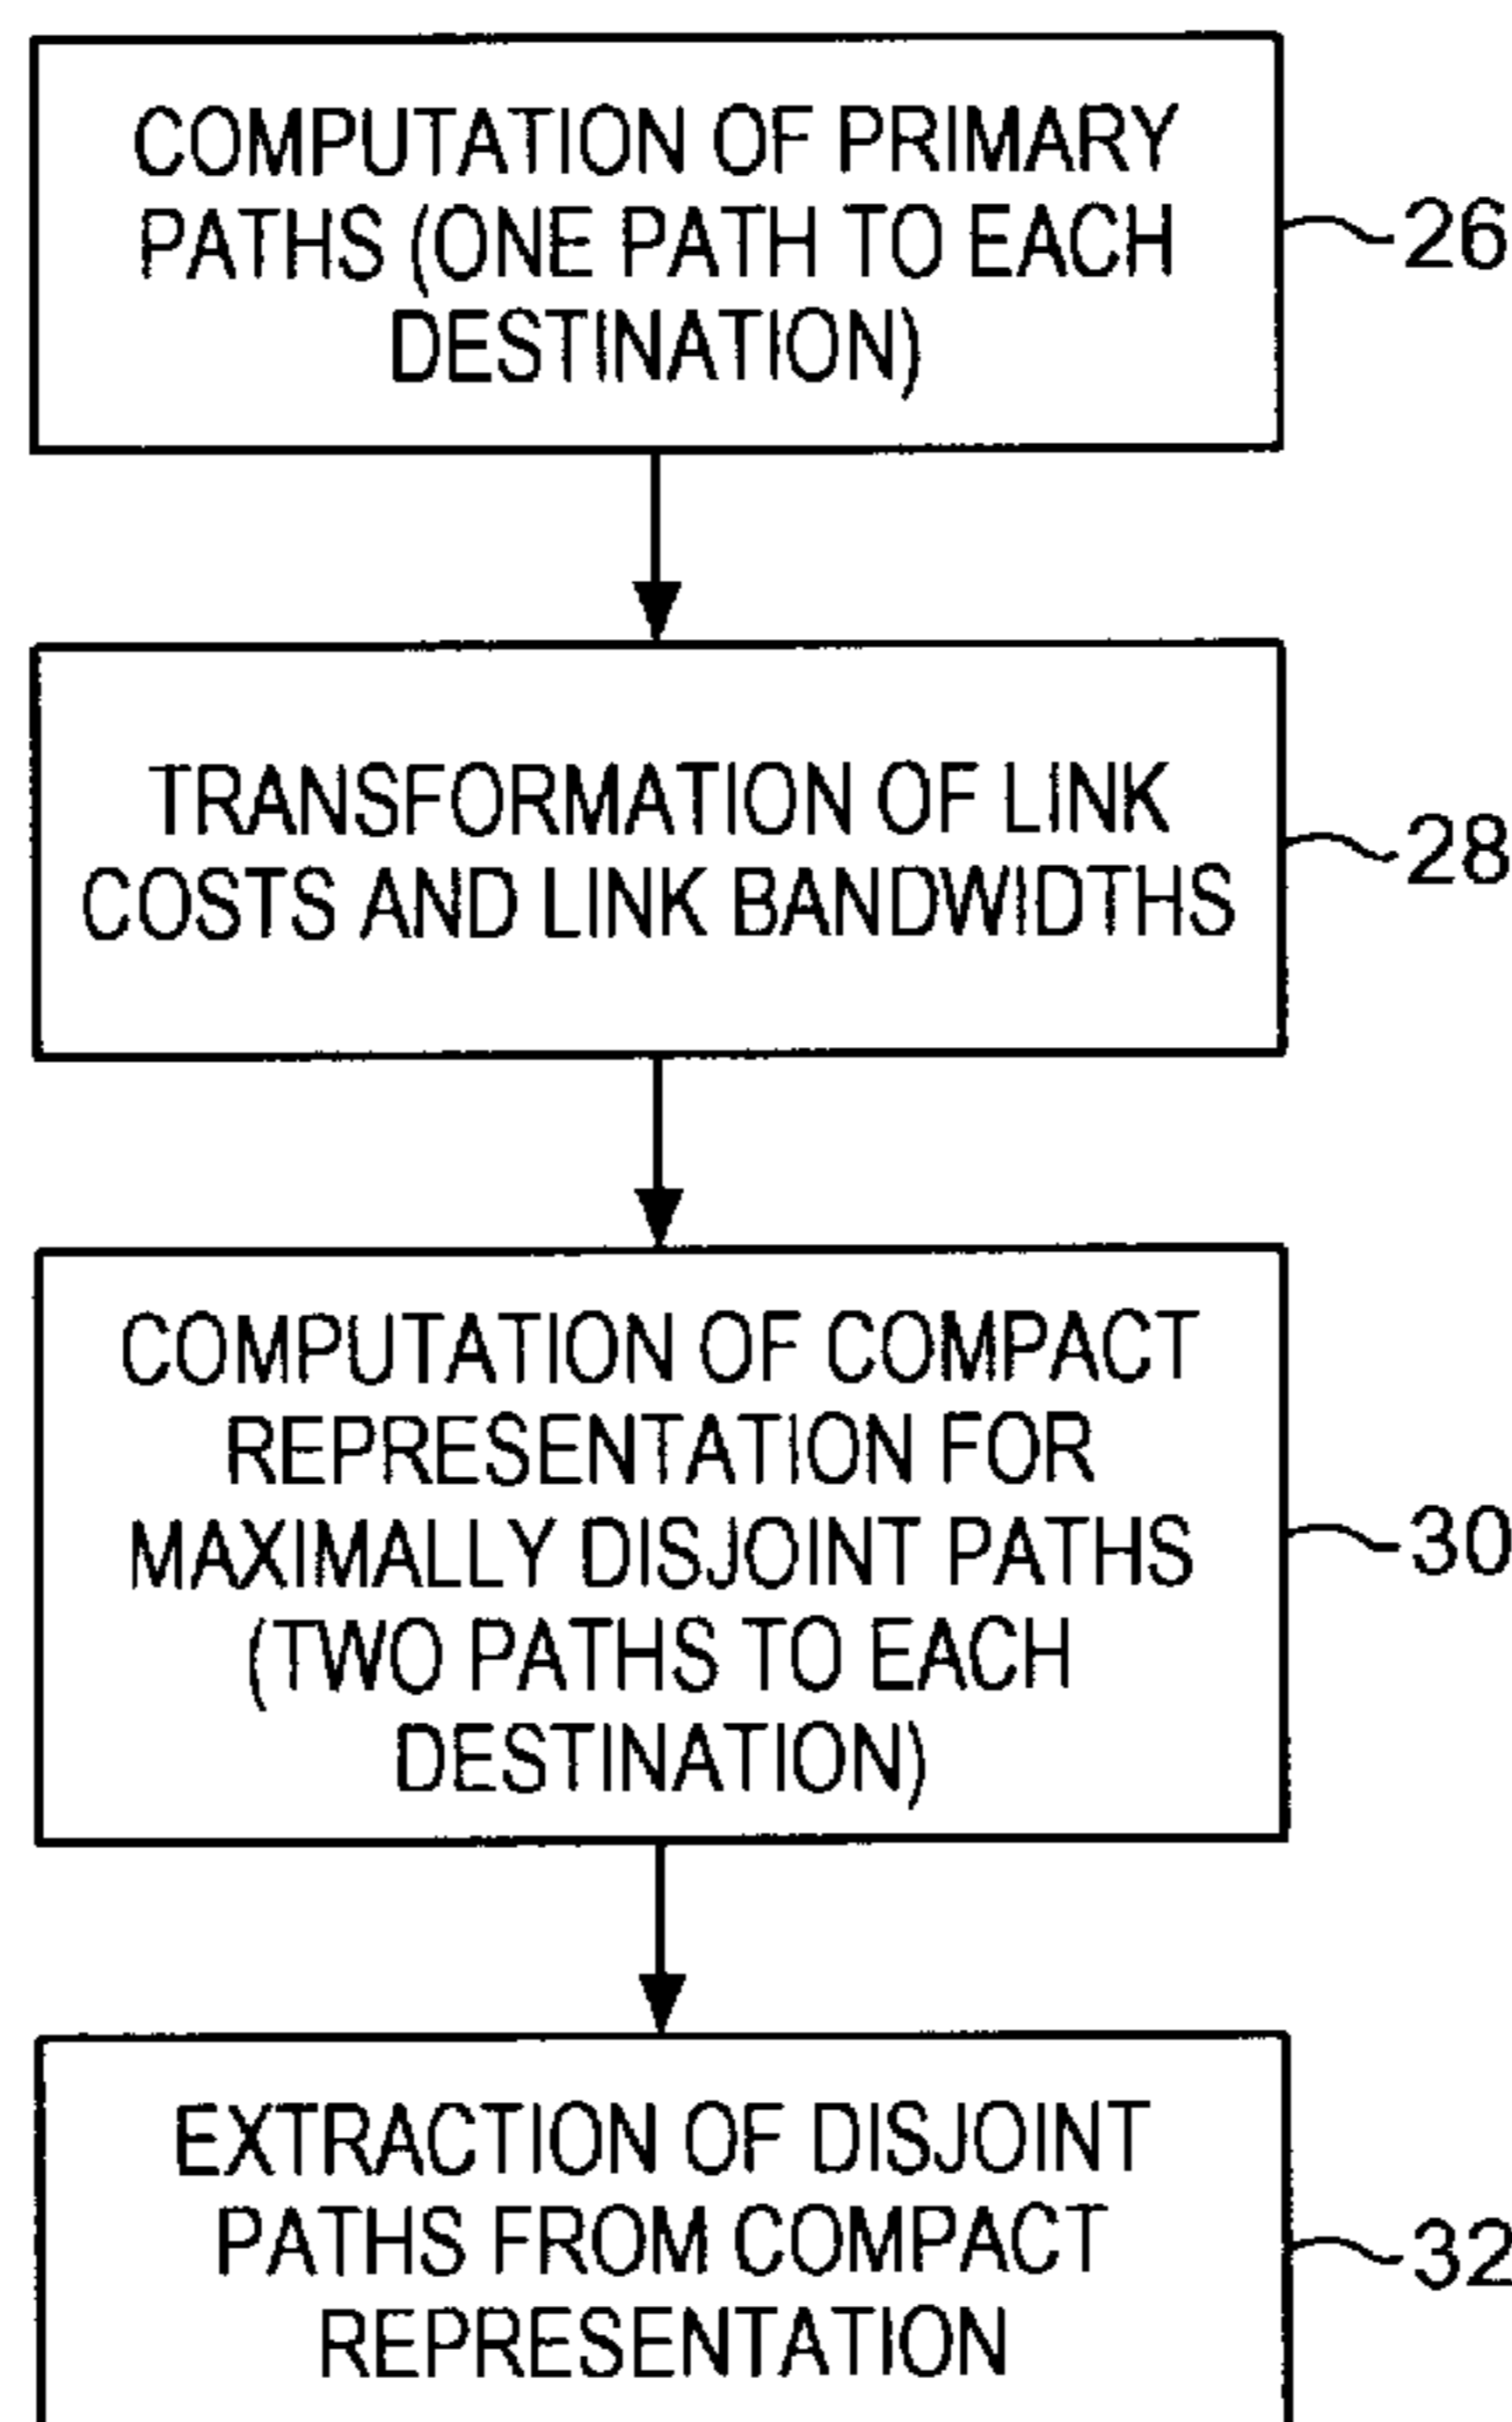 COMPUTATION OF PRIMARY
PATHS (ONE PATH TO EACH
DESTINATION)
26
TRANSFORMATION OF LINK
COSTS AND LINK BANDWIDTHS
28
COMPUTATION OF COMPACT
REPRESENTATION FOR
MAXIMALLY DISJOINT PATHS
(TWO PATHS TO EACH
DESTINATION)
30
EXTRACTION OF DISJOINT
PATHS FROM COMPACT
REPRESENTATION
32